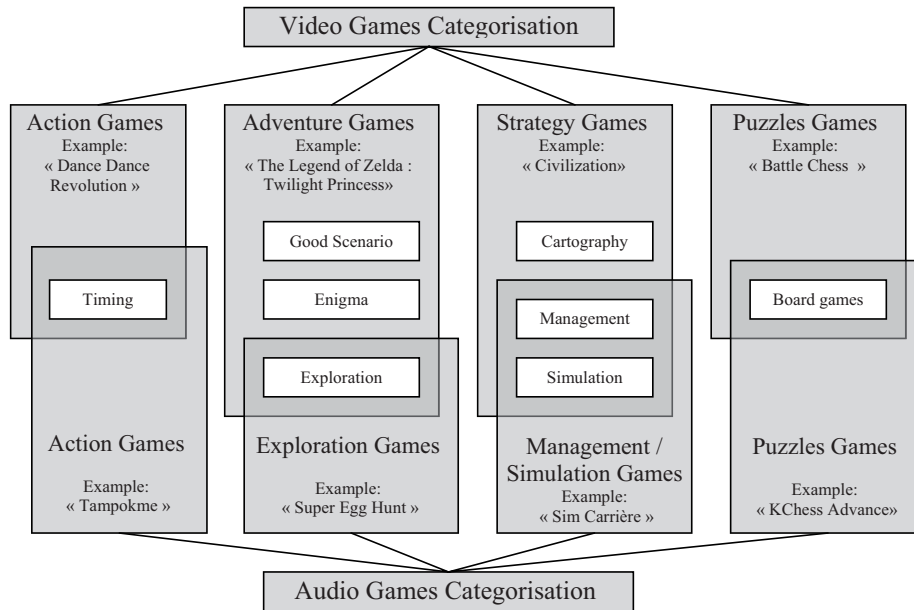 Video Games Categorisation
Action Games
Example:
« Dance Dance
Revolution »
Adventure Games
Example:
« The Legend of Zelda :
Twilight Princess»
Strategy Games
Example:
« Civilization»
Puzzles Games
Example:
« Battle Chess  »
Good Scenario
Cartography
Timing
Enigma
Management
Board games
Exploration
Simulation
Action Games
Example:
« Tampokme »
Exploration Games
Example:
« Super Egg Hunt »
Management /
Simulation Games
Example:
« Sim Carrière »
Puzzles Games
Example:
« KChess Advance»
Audio Games Categorisation